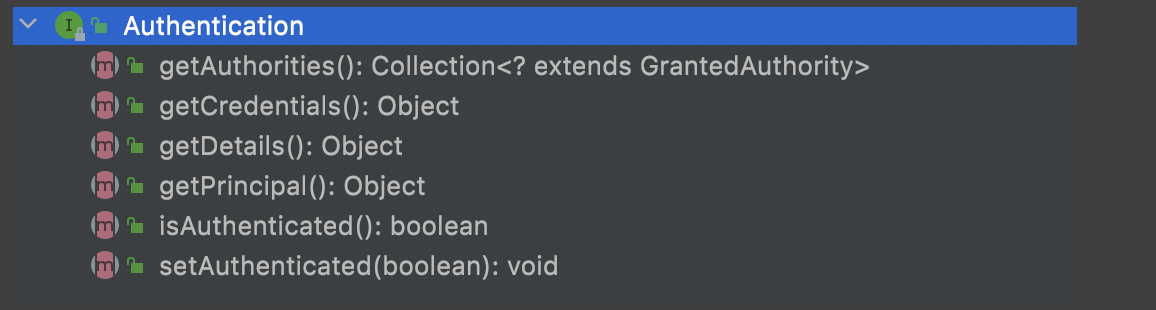 Authentication
getAuthorities(): Collection<? extends GrantedAuthority>
getCredentials(): Object
getDetails(): Object
getPrincipal(): Object
isAuthenticated(): boolean
setAuthenticated(boolean): void